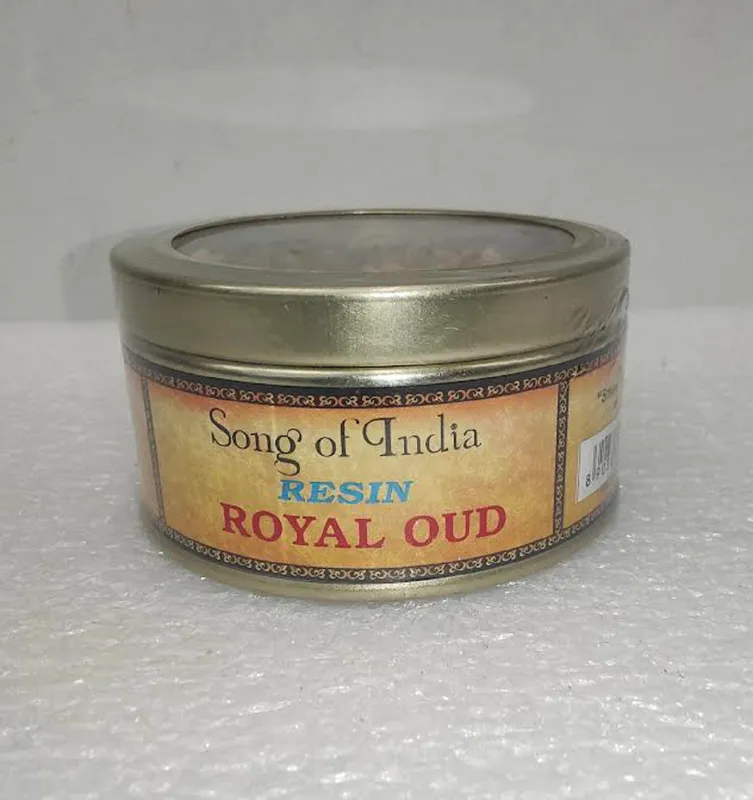 Song of India
RESIN
ROYAL OUD